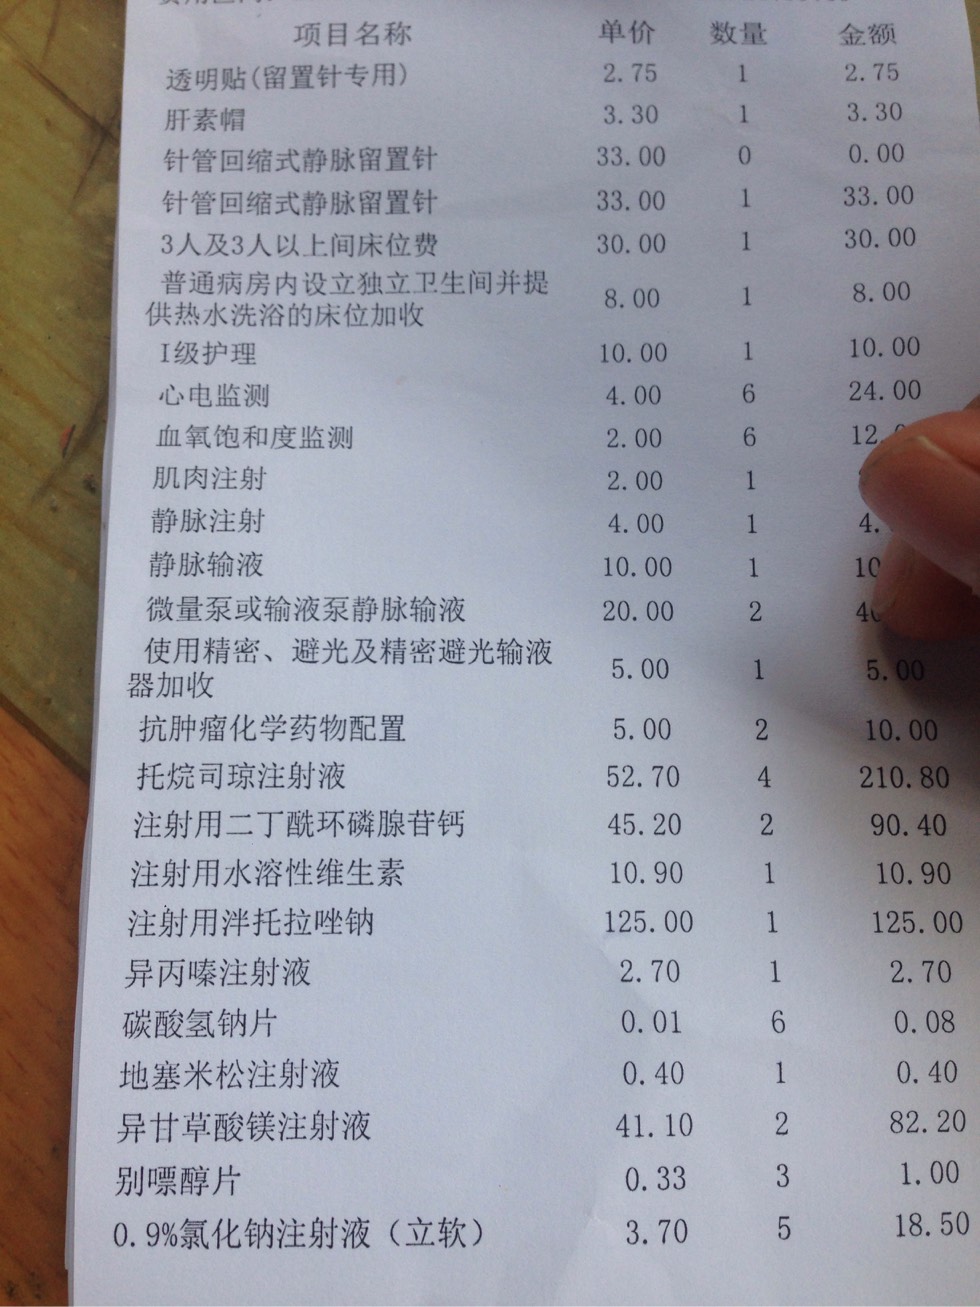 项目名称 单价 数量 金额
透明贴(留置针专用) 2.75 1 2.75
肝素帽 3.30 1 3.30
针管回缩式静脉留置针 33.00 0 0.00
针管回缩式静脉留置针 33.00 1 33.00
3人及3人以上间床位费 30.00 1 30.00
普通病房内设立独立卫生间并提
供热水洗浴的床位加收 8.00 1 8.00
I级护理 10.00 1 10.00
心电监测 4.00 6 24.00
血氧饱和度监测 2.00 6 12.
肌肉注射 2.00 1
静脉注射 4.00 1 4.
静脉输液 10.00 1 10
微量泵或输液泵静脉输液 20.00 2 4
使用精密、避光及精密避光输液
器加收 5.00 1 5.00
抗肿瘤化学药物配置 5.00 2 10.00
托烷司琼注射液 52.70 4 210.80
注射用二丁酰环磷腺苷钙 45.20 2 90.40
注射用水溶性维生素 10.90 1 10.90
注射用泮托拉唑钠 125.00 1 125.00
异丙嗪注射液 2.70 1 2.70
碳酸氢钠片 0.01 6 0.08
地塞米松注射液 0.40 1 0.40
异甘草酸镁注射液 41.10 2 82.20
别嘌醇片 0.33 3 1.00
0.9%氯化钠注射液（立软） 3.70 5 18.50